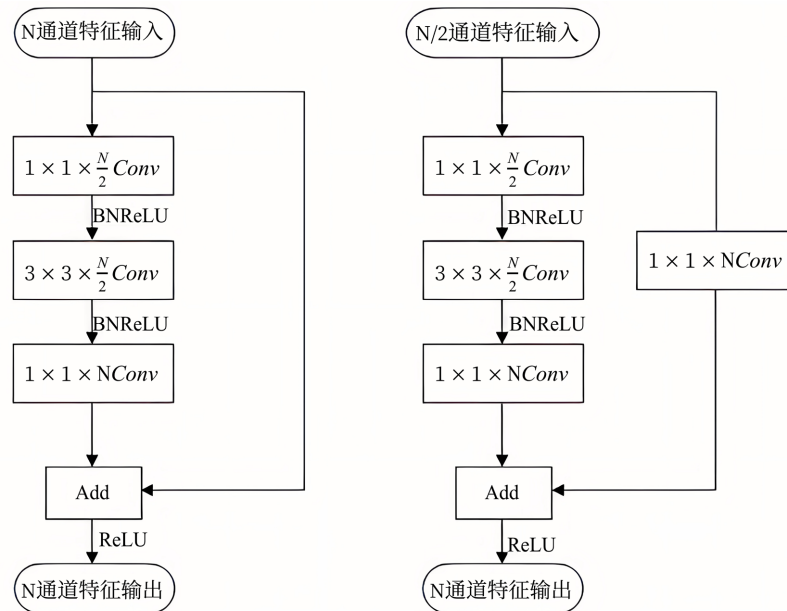 N通道特征输入
1 × 1 × N/2 Conv
BNReLU
3 × 3 × N/2 Conv
BNReLU
1 × 1 × NConv
Add
ReLU
N通道特征输出
N/2通道特征输入
1 × 1 × N/2 Conv
BNReLU
3 × 3 × N/2 Conv
BNReLU
1 × 1 × NConv
1 × 1 × NConv
Add
ReLU
N通道特征输出